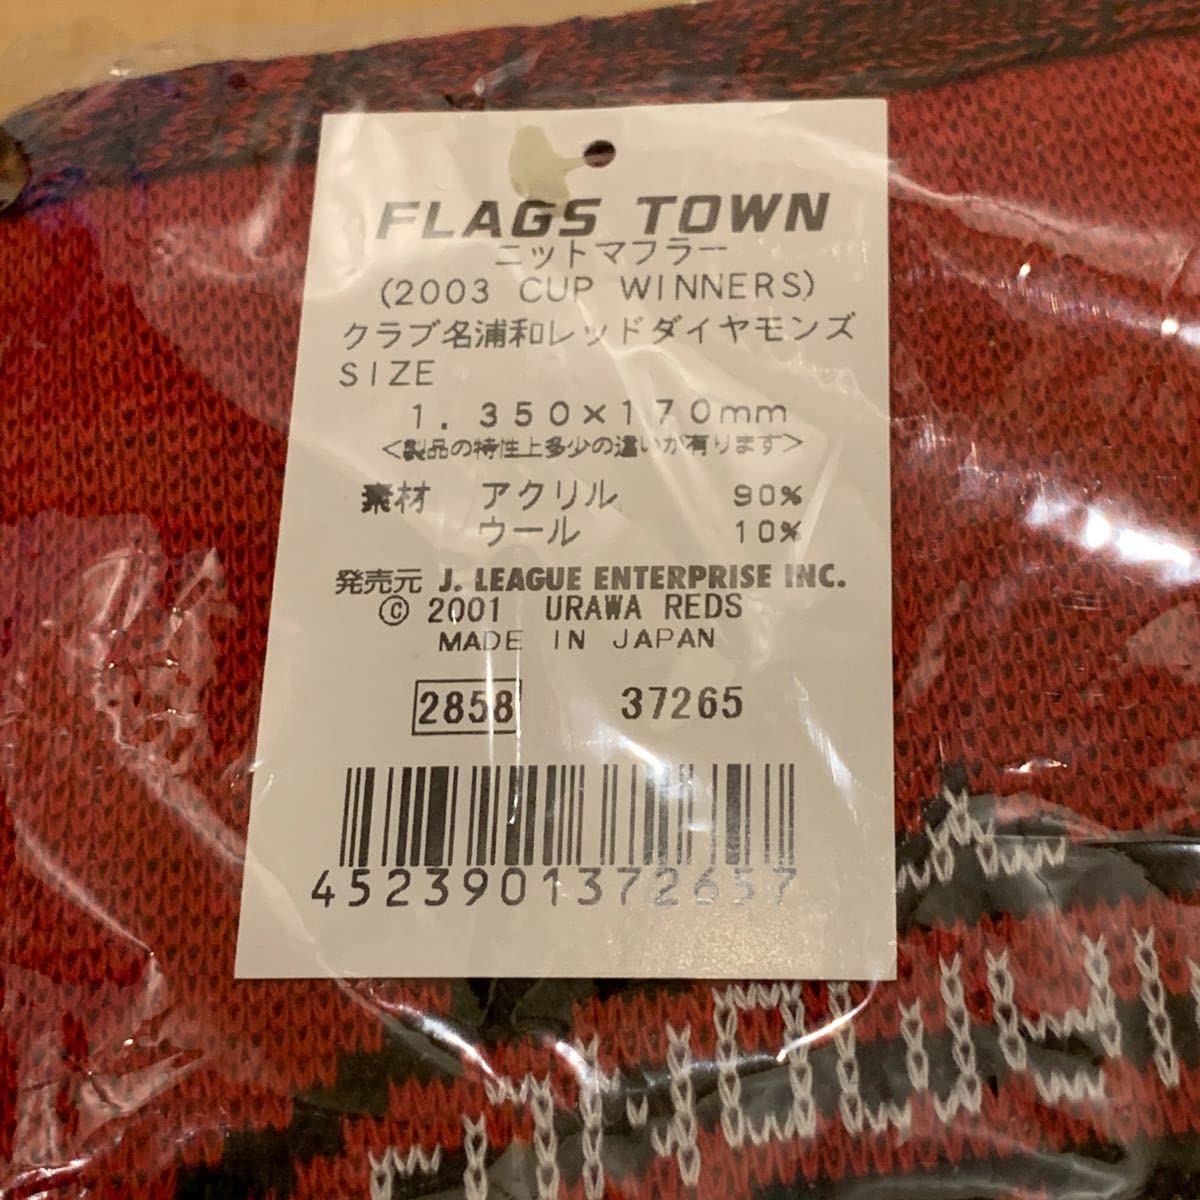 FLAGS TOWN
ニットマフラー
(2003 CUP WINNERS)
クラブ名浦和レッドダイヤモンズ
SIZE
1．350×170mm
<製品の特性上多少の違いが有ります>
素材 アクリル 90%
ウール 10%
発売元 J. LEAGUE ENTERPRISE INC.
© 2001 URAWA REDS
MADE IN JAPAN
2858 37265
4523901372657